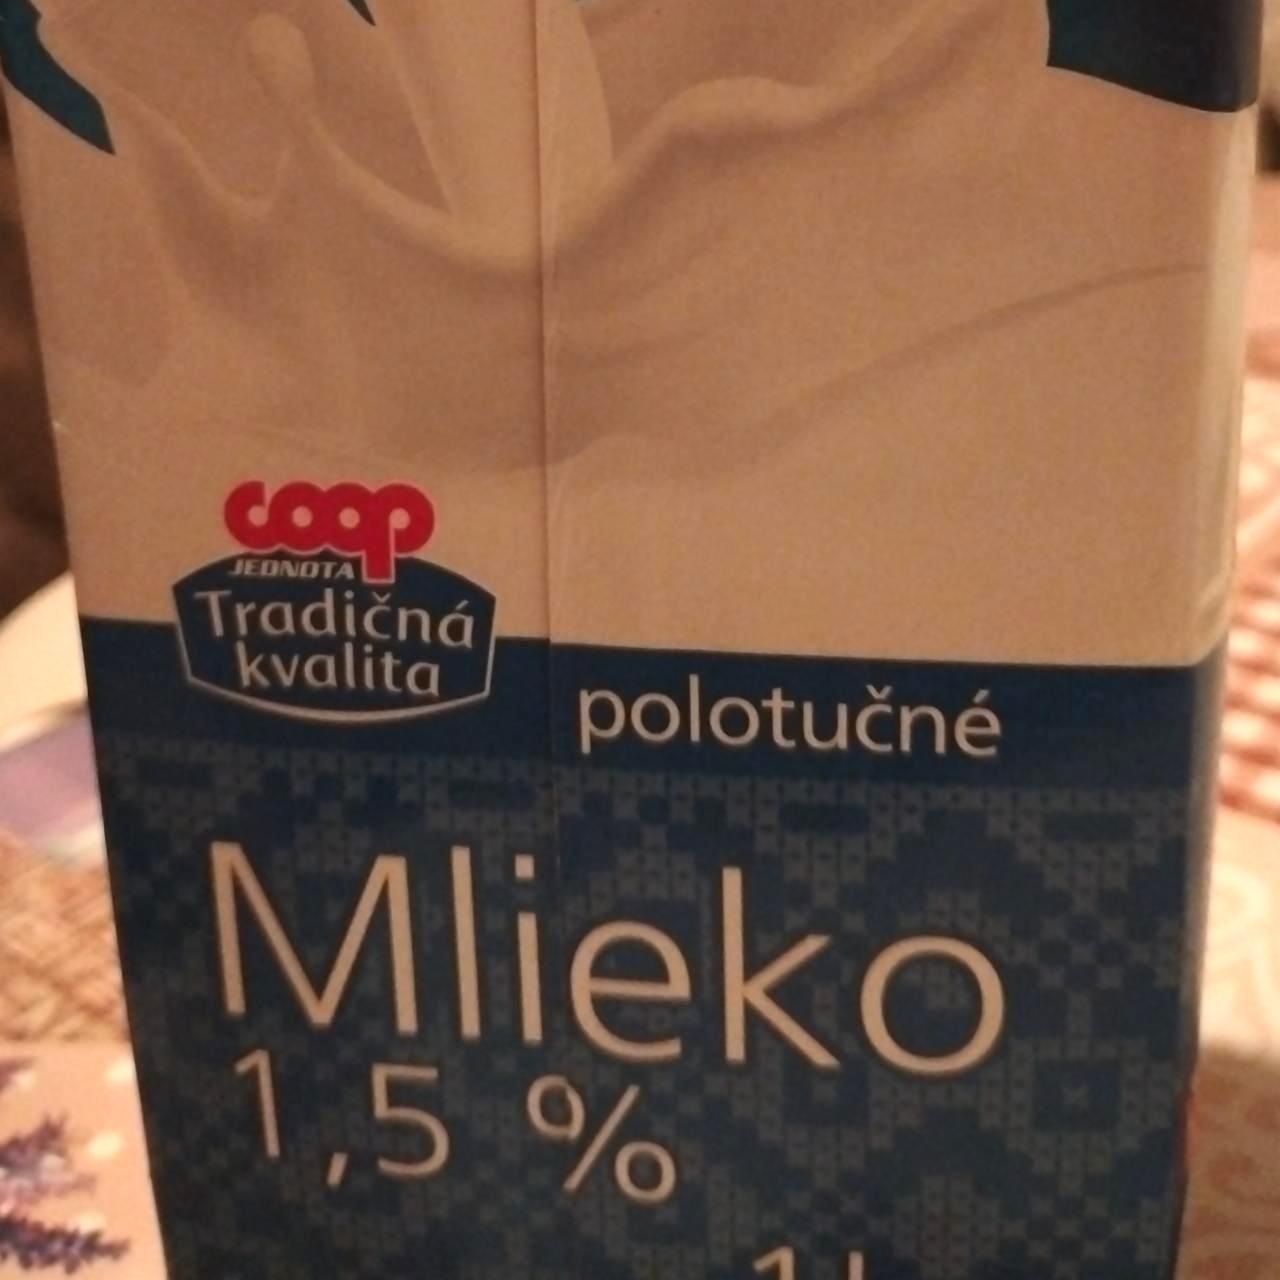 coop
JEDNOTA
Tradičná
kvalita
polotučné
Mlieko
1,5 %